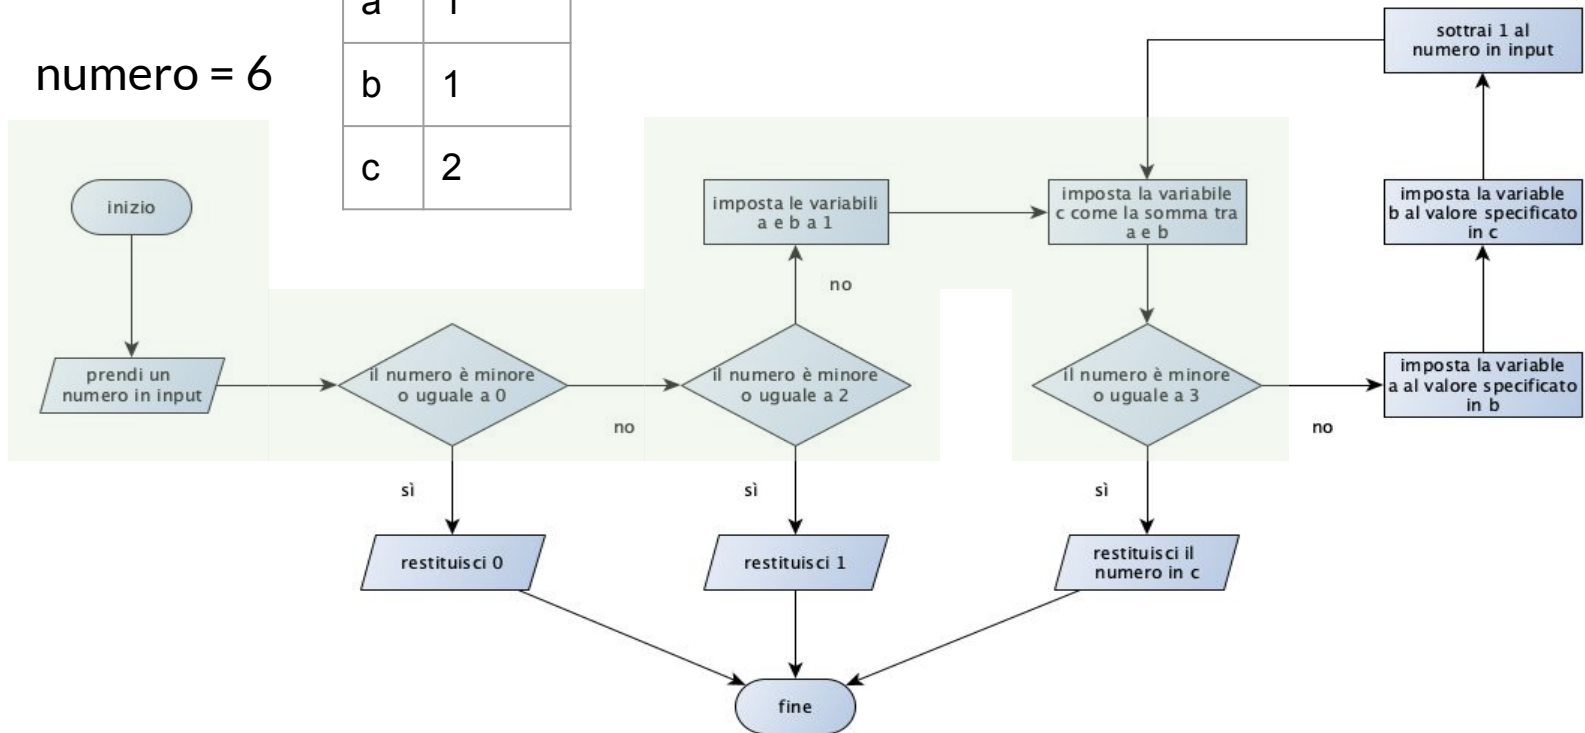 numero = 6
a 1
b 1
c 2
inizio
prendi un
numero in input
il numero è minore
o uguale a 0
no
sì
restituisci 0
il numero è minore
o uguale a 2
no
sì
restituisci 1
imposta le variabili
a e b a 1
imposta la variabile
c come la somma tra
a e b
il numero è minore
o uguale a 3
no
sì
restituisci il
numero in c
imposta la variable
a al valore specificato
in b
imposta la variable
b al valore specificato
in c
sottrai 1 al
numero in input
fine